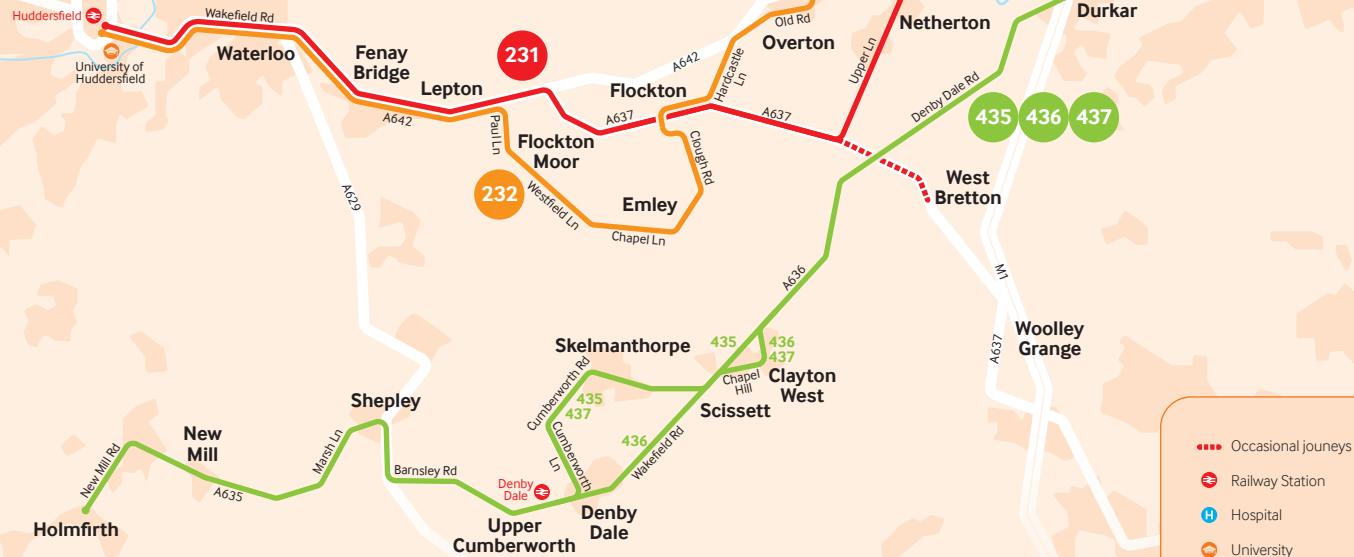 Huddersfield
Wakefield Rd
Old Rd
Netherton
Durkar
Waterloo
University of
Huddersfield
Fenay
Bridge
231
A642
Overton
Upper Ln
Hardcastle
Ln
Lepton
Flockton
Denby Dale Rd
A642
Paul Ln
A637
A637
435 436 437
Flockton
Moor
Clough Rd
232
Westfield Ln
Emley
Chapel Ln
West
Bretton
A629
A636
M1
A637
Woolley
Grange
Skelmanthorpe
435
436
437
Chapel
Hill
Clayton
West
Scissett
Cumberworth Rd
435
437
Cumberworth
Ln
436
Wakefield Rd
Shepley
New
Mill
New Mill Rd
A635
Marsh Ln
Barnsley Rd
Denby
Dale
Denby
Dale
Upper
Cumberworth
Holmfirth
Occasional joureys
Railway Station
H Hospital
University